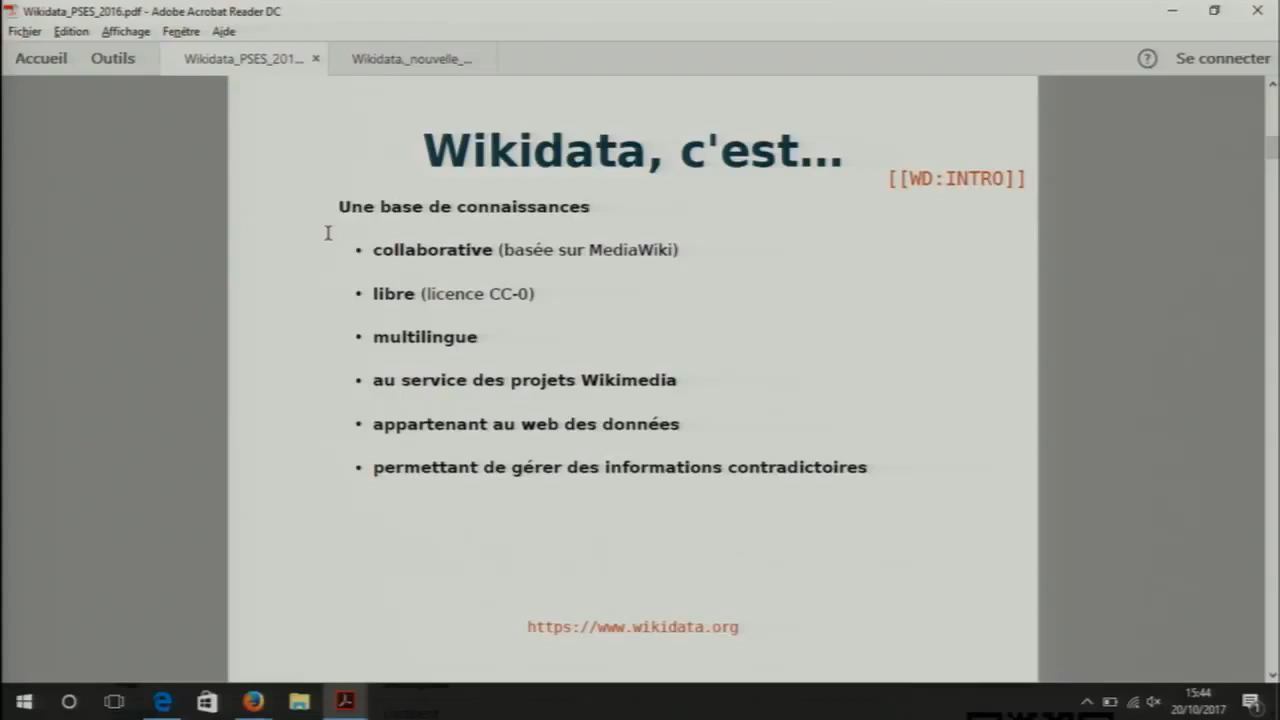 Wikidata_PSES_2016.pdf - Adobe Acrobat Reader DC
Fichier Edition Affichage Fenêtre Aide
Accueil Outils Wikidata_PSES_201... × Wikidata,_nouvelle_... ? Se connecter
Wikidata, c'est...
[[WD:INTRO]]
Une base de connaissances
• collaborative (basée sur MediaWiki)
• libre (licence CC-0)
• multilingue
• au service des projets Wikimedia
• appartenant au web des données
• permettant de gérer des informations contradictoires
https://www.wikidata.org
15:44
20/10/2017
1